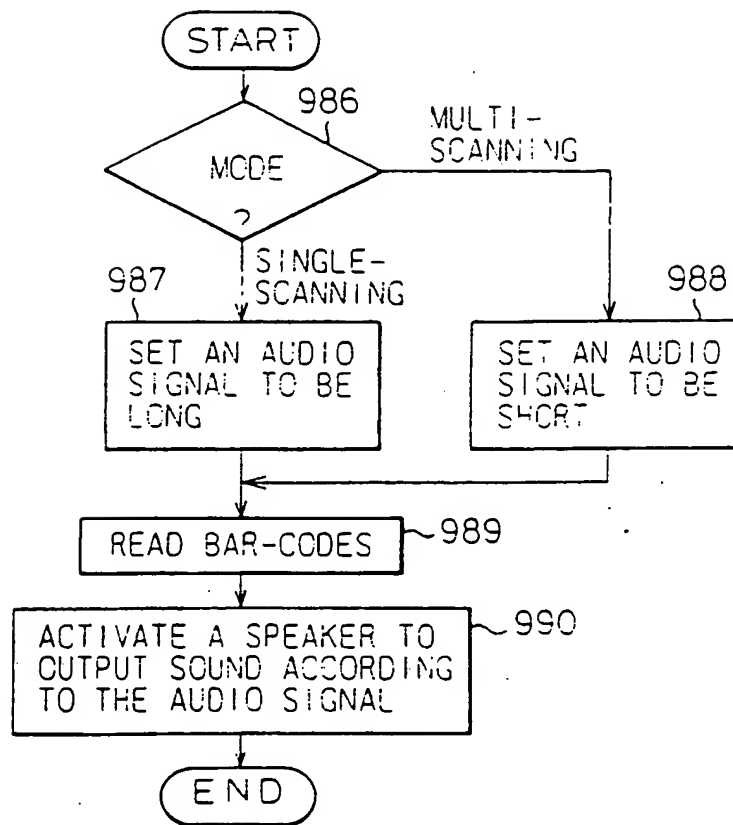 START
986
MODE
?
MULTI-
SCANNING
SINGLE-
SCANNING
987
SET AN AUDIO
SIGNAL TO BE
LONG
988
SET AN AUDIO
SIGNAL TO BE
SHORT
READ BAR-CODES
989
ACTIVATE A SPEAKER TO
OUTPUT SOUND ACCORDING
TO THE AUDIO SIGNAL
990
END